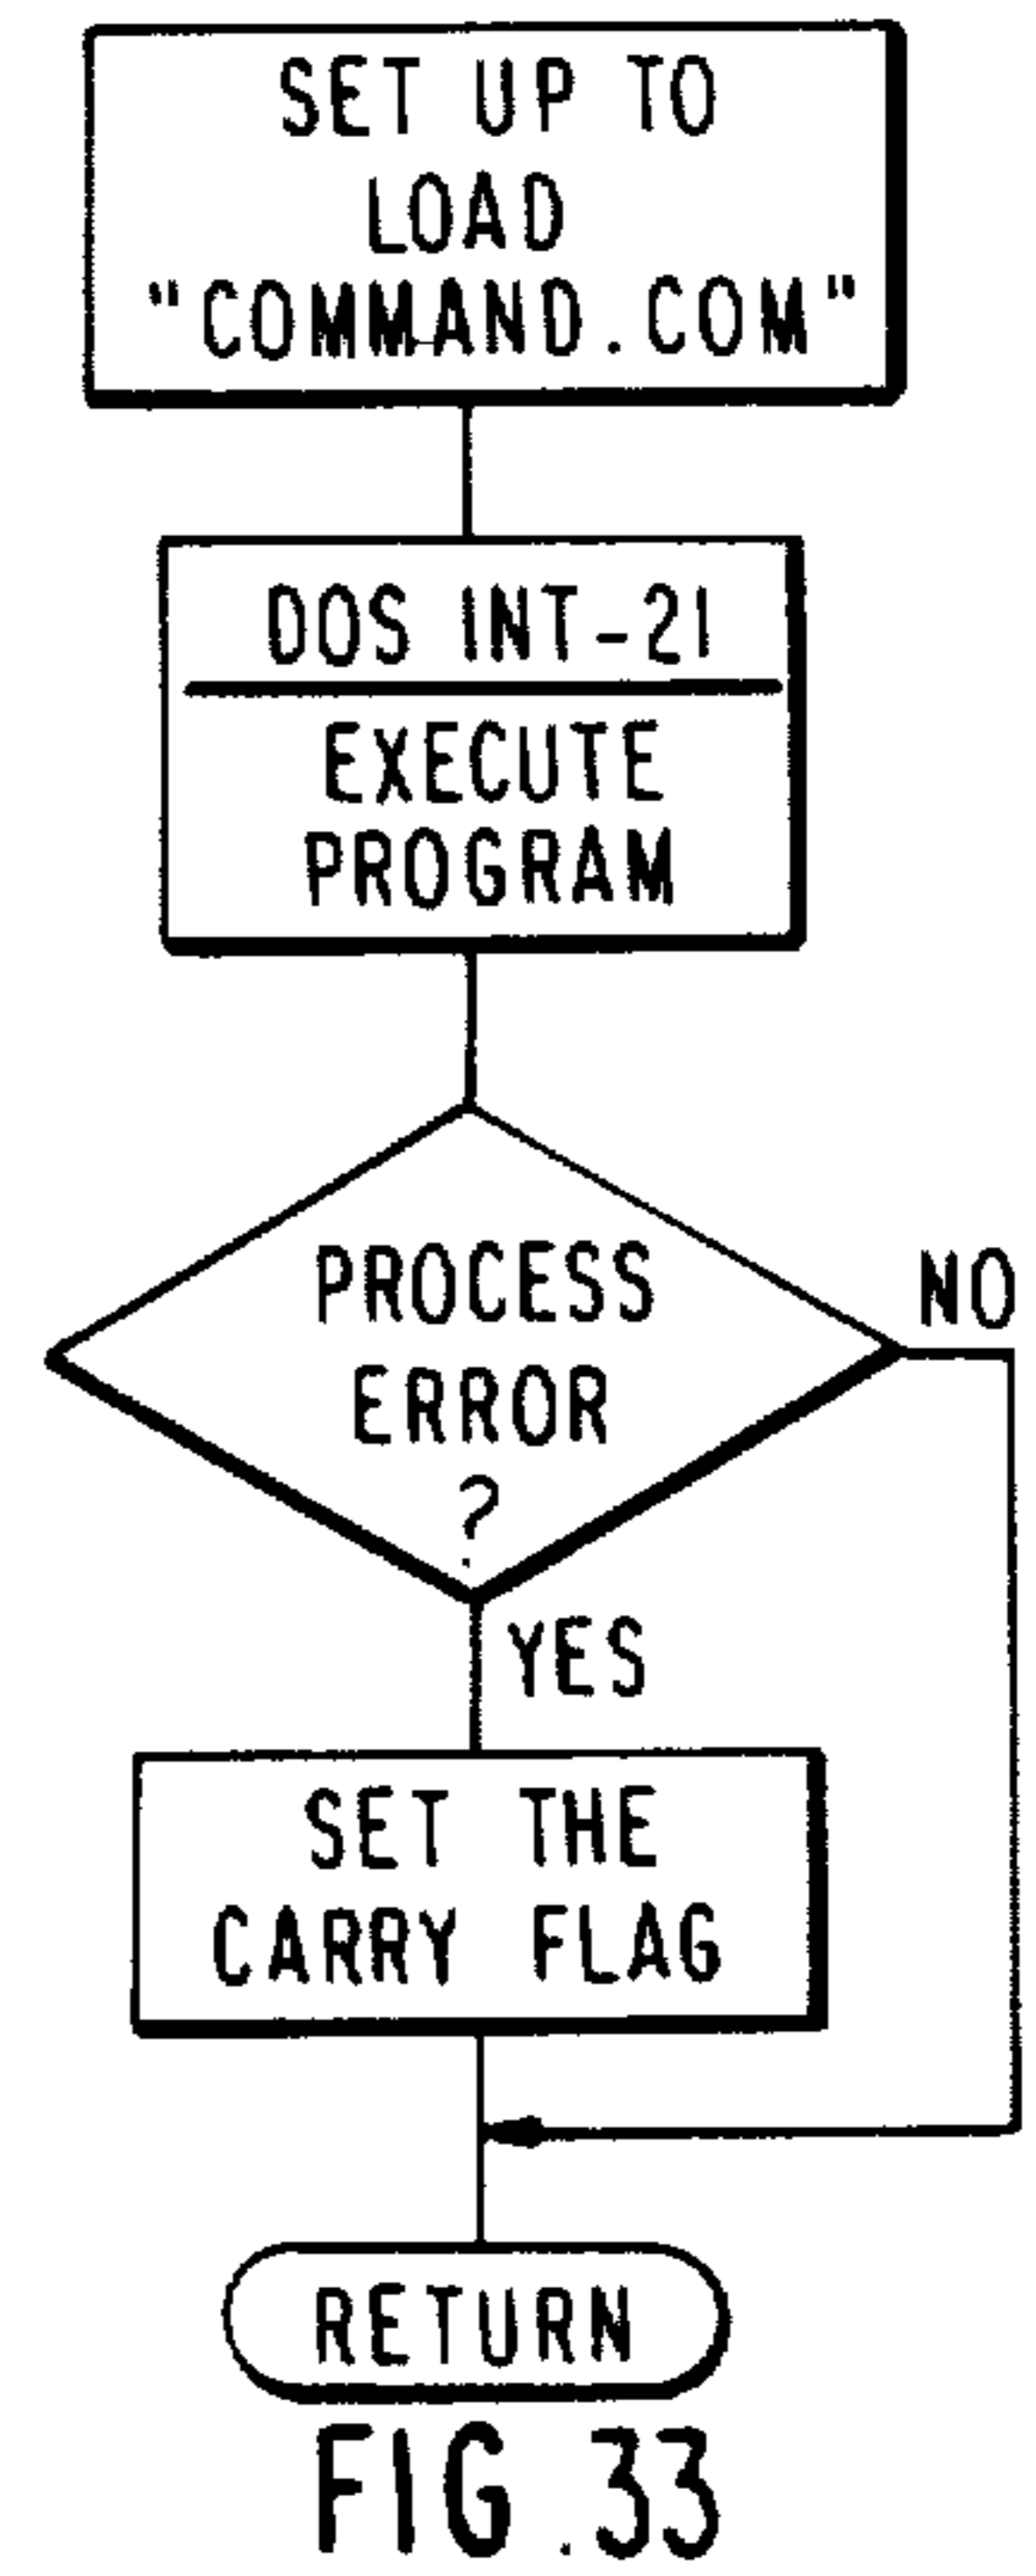 SET UP TO
LOAD
"COMMAND.COM"
DOS INT-21
EXECUTE
PROGRAM
PROCESS
ERROR
?
NO
YES
SET THE
CARRY FLAG
RETURN
FIG.33